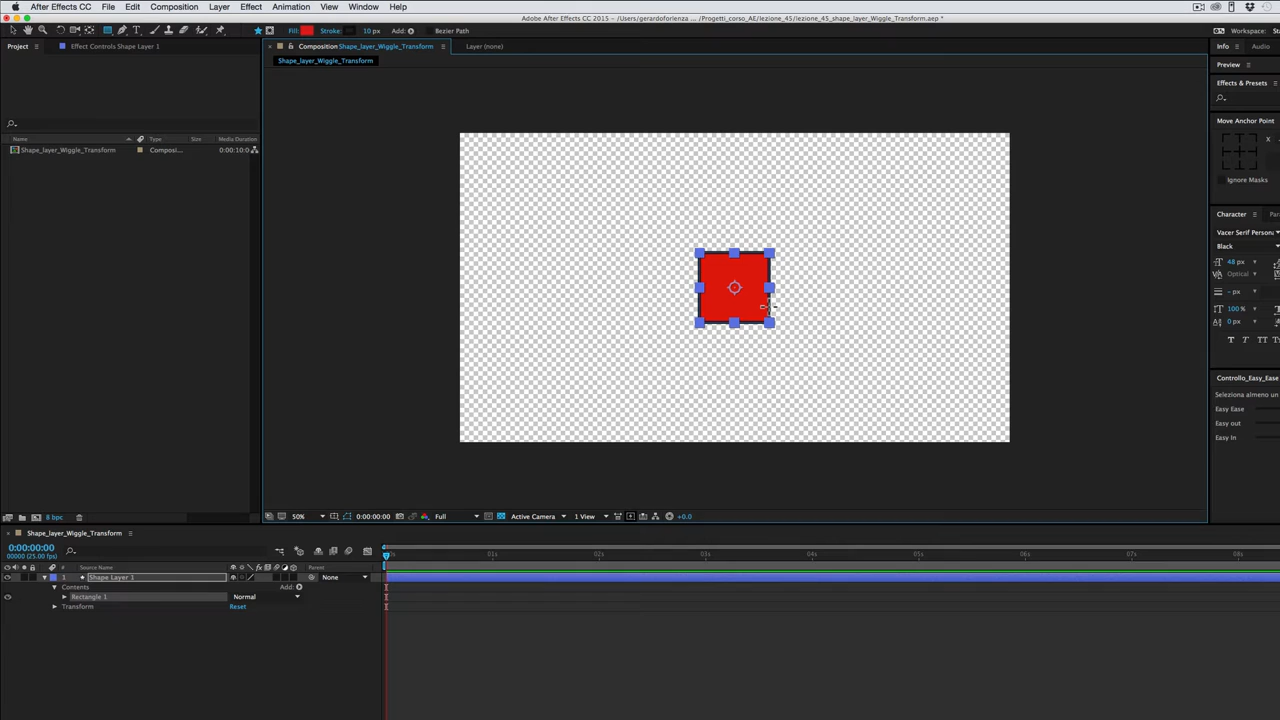 After Effects CC File Edit Composition Layer Effect Animation View Window Help
Adobe After Effects CC 2015 - /Users/gerardoforlenza .../Progetti_corso_AE/lezione_45/lezione_45_shape_layer_Wiggle_Transform.aep *
Fill: Stroke: 10 px Add: Bezier Path Workspace:
Project Effect Controls Shape Layer 1 Composition Shape_layer_Wiggle_Transform Layer (none) Info Audio
Shape_layer_Wiggle_Transform
Preview
Effects & Presets
Move Anchor Point
Name Type Size Media Duration
X
Shape_layer_Wiggle_Transform Composi... 0:00:10:0
Ignore Masks
Character
Vacer Serif Person
Black
48 px
Optical
- px
100 %
0 px
T T TT
Controllo_Easy_Ease
Seleziona almeno un
Easy Ease
Easy out
Easy In
8 bpc 50% 0:00:00:00 Full Active Camera 1 View +0.0
Shape_layer_Wiggle_Transform
0:00:00:00
00000 (25.00 fps)
01s 02s 03s 04s 05s 06s 07s 08s
# Source Name Parent
1 Shape Layer 1 None
Contents Add:
Rectangle 1 Normal
Transform Reset